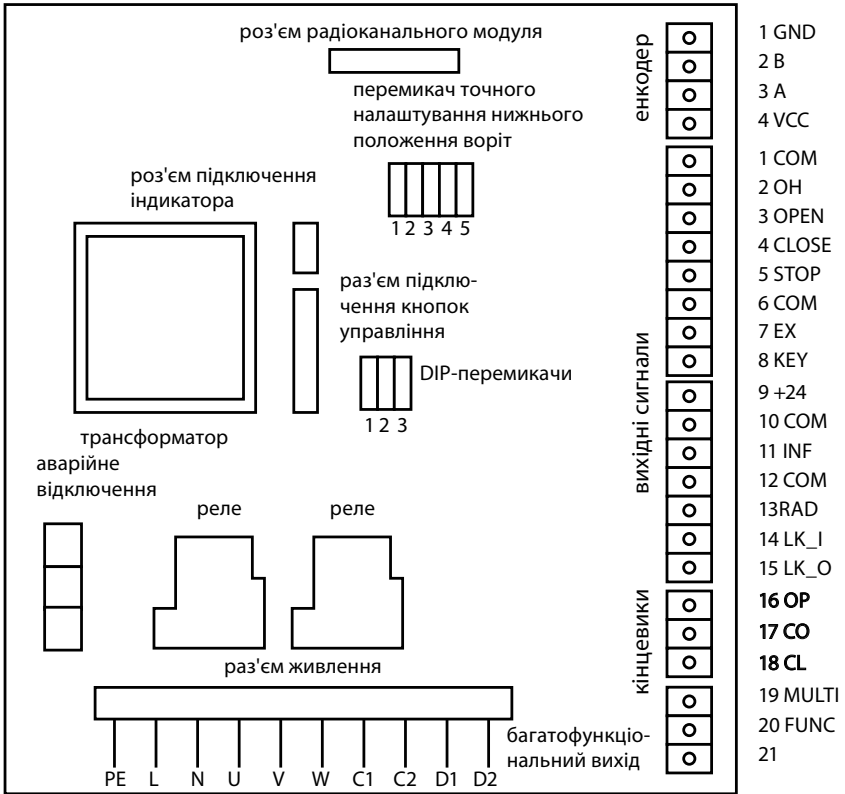 роз'єм радіоканального модуля
перемикач точного
налаштування нижнього
положення воріт
1 2 3 4 5
роз'єм підключення
індикатора
раз'єм підклю-
чення кнопок
управління
DIP-перемикачи
1 2 3
трансформатор
аварійне
відключення
реле
реле
раз'єм живлення
PE L N U V W C1 C2 D1 D2
багатофункціо-
нальний вихід
енкодер
вихідні сигнали
кінцевики
1 GND
2 B
3 A
4 VCC
1 COM
2 OH
3 OPEN
4 CLOSE
5 STOP
6 COM
7 EX
8 KEY
9 +24
10 COM
11 INF
12 COM
13RAD
14 LK_I
15 LK_O
16 OP
17 CO
18 CL
19 MULTI
20 FUNC
21